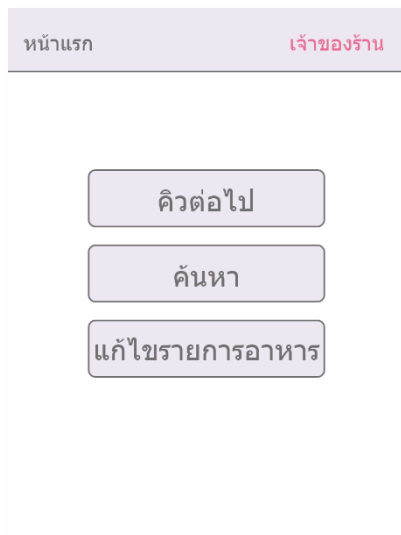 หน้าแรก เจ้าของร้าน
คิวต่อไป
ค้นหา
แก้ไขรายการอาหาร